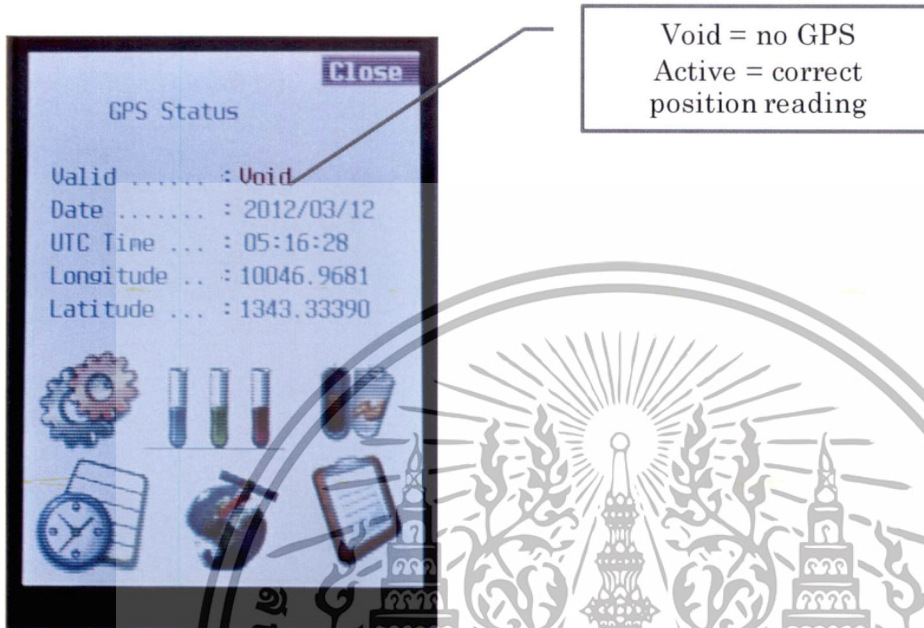 Void = no GPS
Active = correct
position reading
Close
GPS Status
Valid ...... : Void
Date ....... : 2012/03/12
UTC Time ... : 05:16:28
Longitude .. : 10046.9681
Latitude ... : 1343.33390